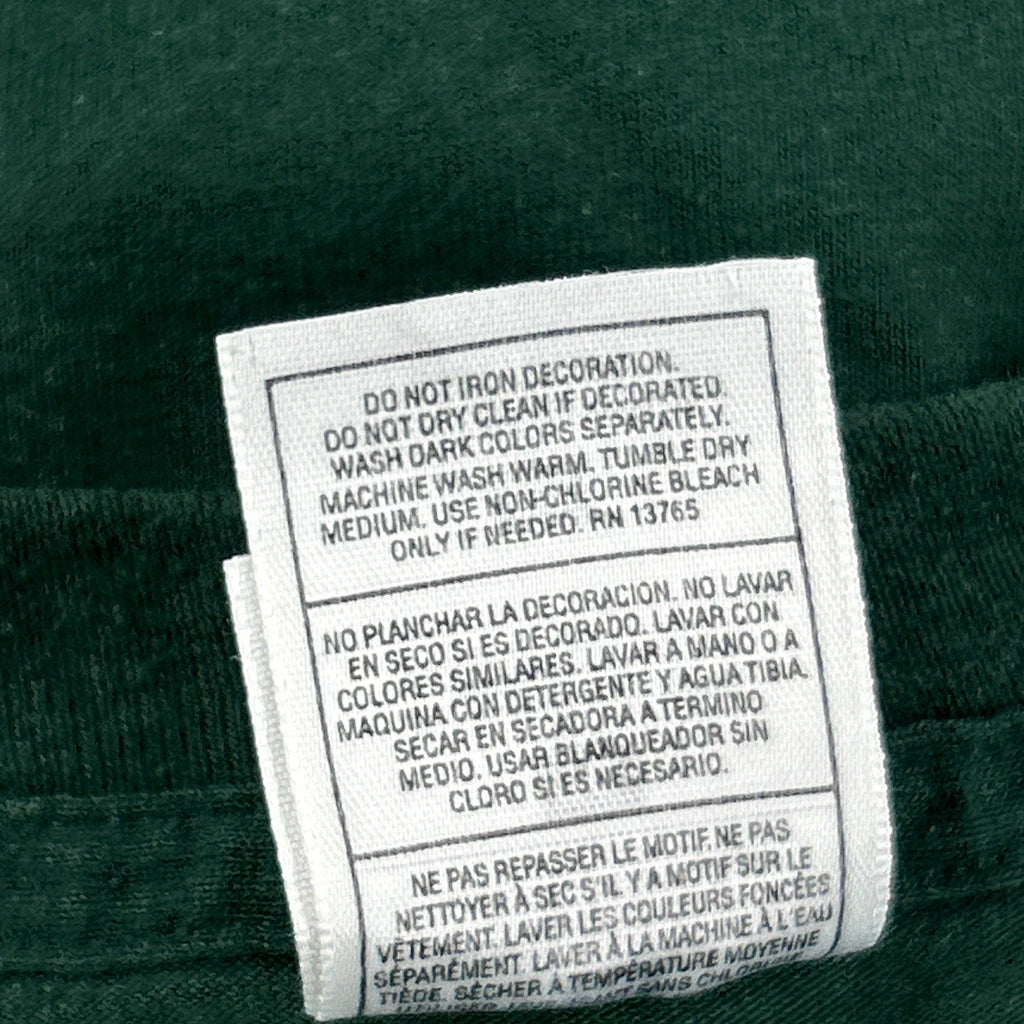 DO NOT IRON DECORATION.
DO NOT DRY CLEAN IF DECORATED.
WASH DARK COLORS SEPARATELY.
MACHINE WASH WARM. TUMBLE DRY
MEDIUM. USE NON-CHLORINE BLEACH
ONLY IF NEEDED. RN 13765
NO PLANCHAR LA DECORACION. NO LAVAR
EN SECO SI ES DECORADO. LAVAR CON
COLORES SIMILARES. LAVAR A MANO O A
MAQUINA CON DETERGENTE Y AGUA TIBIA.
SECAR EN SECADORA A TERMINO
MEDIO. USAR BLANQUEADOR SIN
CLORO SI ES NECESARIO.
NE PAS REPASSER LE MOTIF. NE PAS
NETTOYER À SEC S'IL Y A MOTIF SUR LE
VÊTEMENT. LAVER LES COULEURS FONCÉES
SÉPARÉMENT. LAVER À LA MACHINE À L'EAU
TIÈDE. SÉCHER À TEMPÉRATURE MOYENNE
SANS